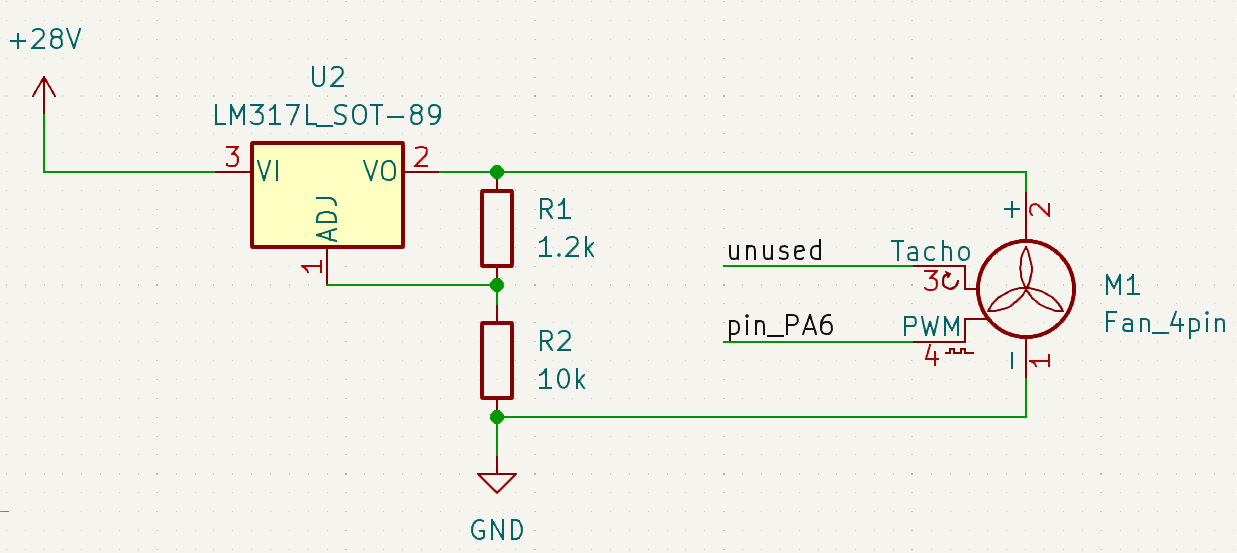 +28V
U2
LM317L_SOT-89
3
VI
VO
2
ADJ
1
R1
1.2k
R2
10k
GND
unused
Tacho
3
pin_PA6
PWM
4
+
2
M1
Fan_4pin
-
1